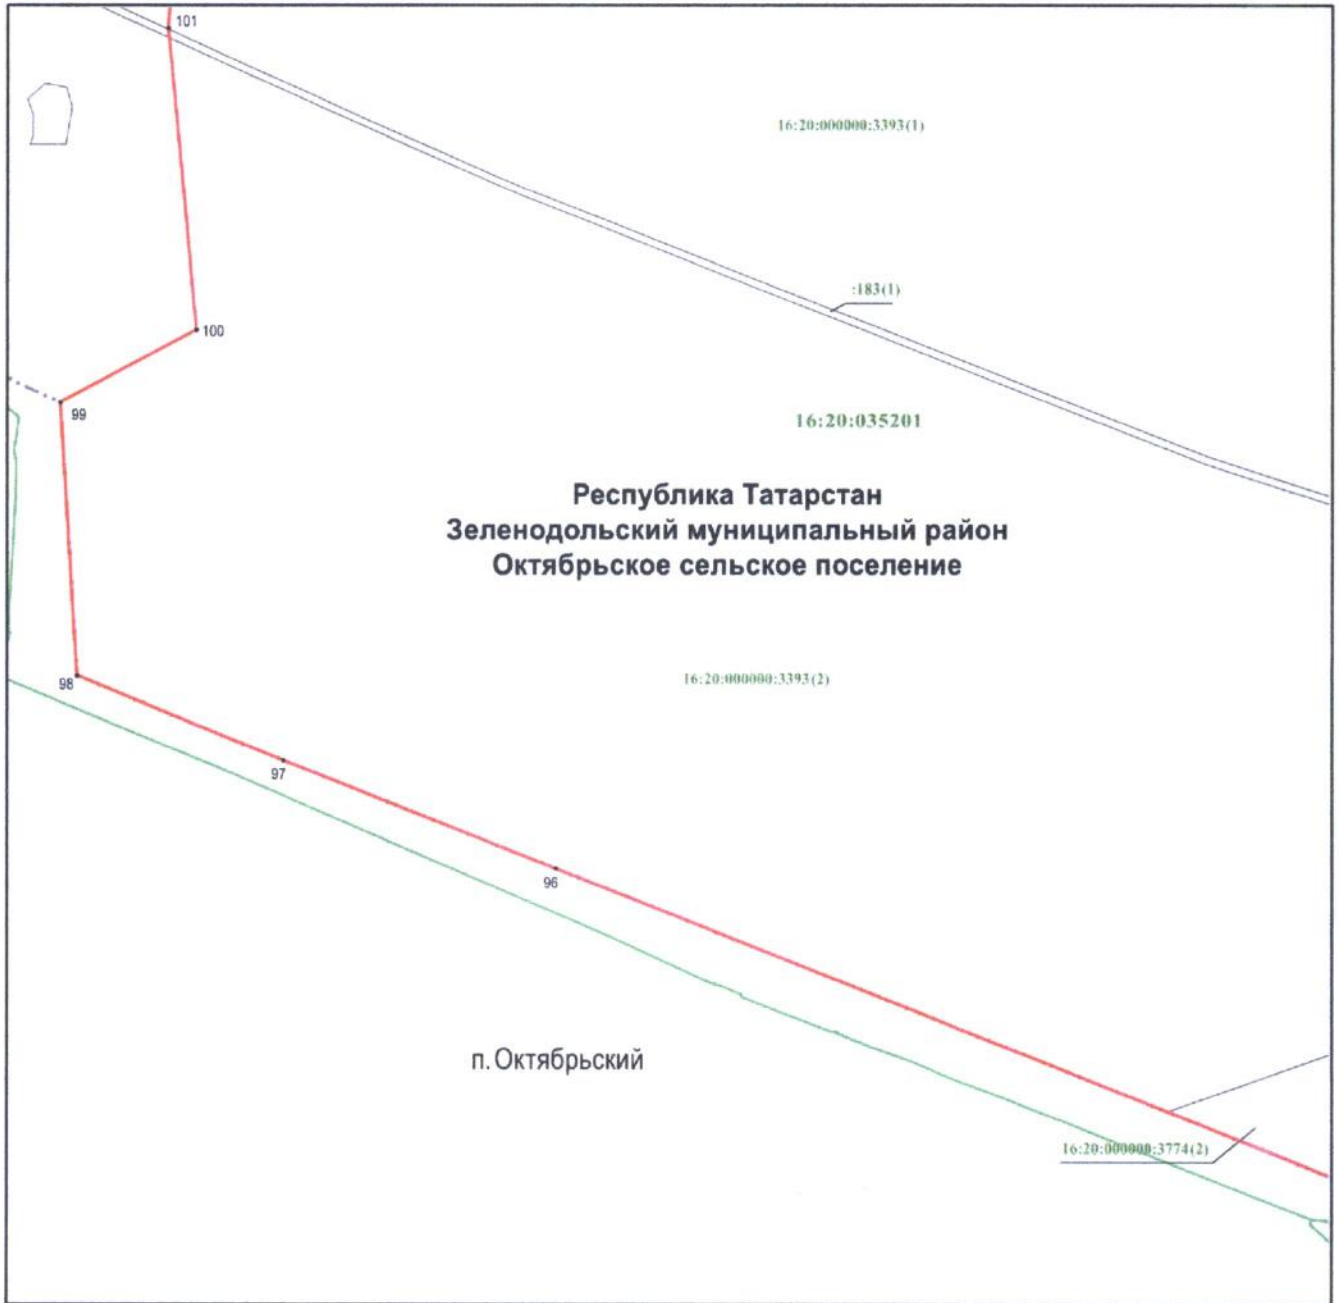 101
16:20:000000:3393(1)
:183(1)
100
99
16:20:035201
Республика Татарстан
Зеленодольский муниципальный район
Октябрьское сельское поселение
98
16:20:000000:3393(2)
97
96
п. Октябрьский
16:20:000000:3774(2)